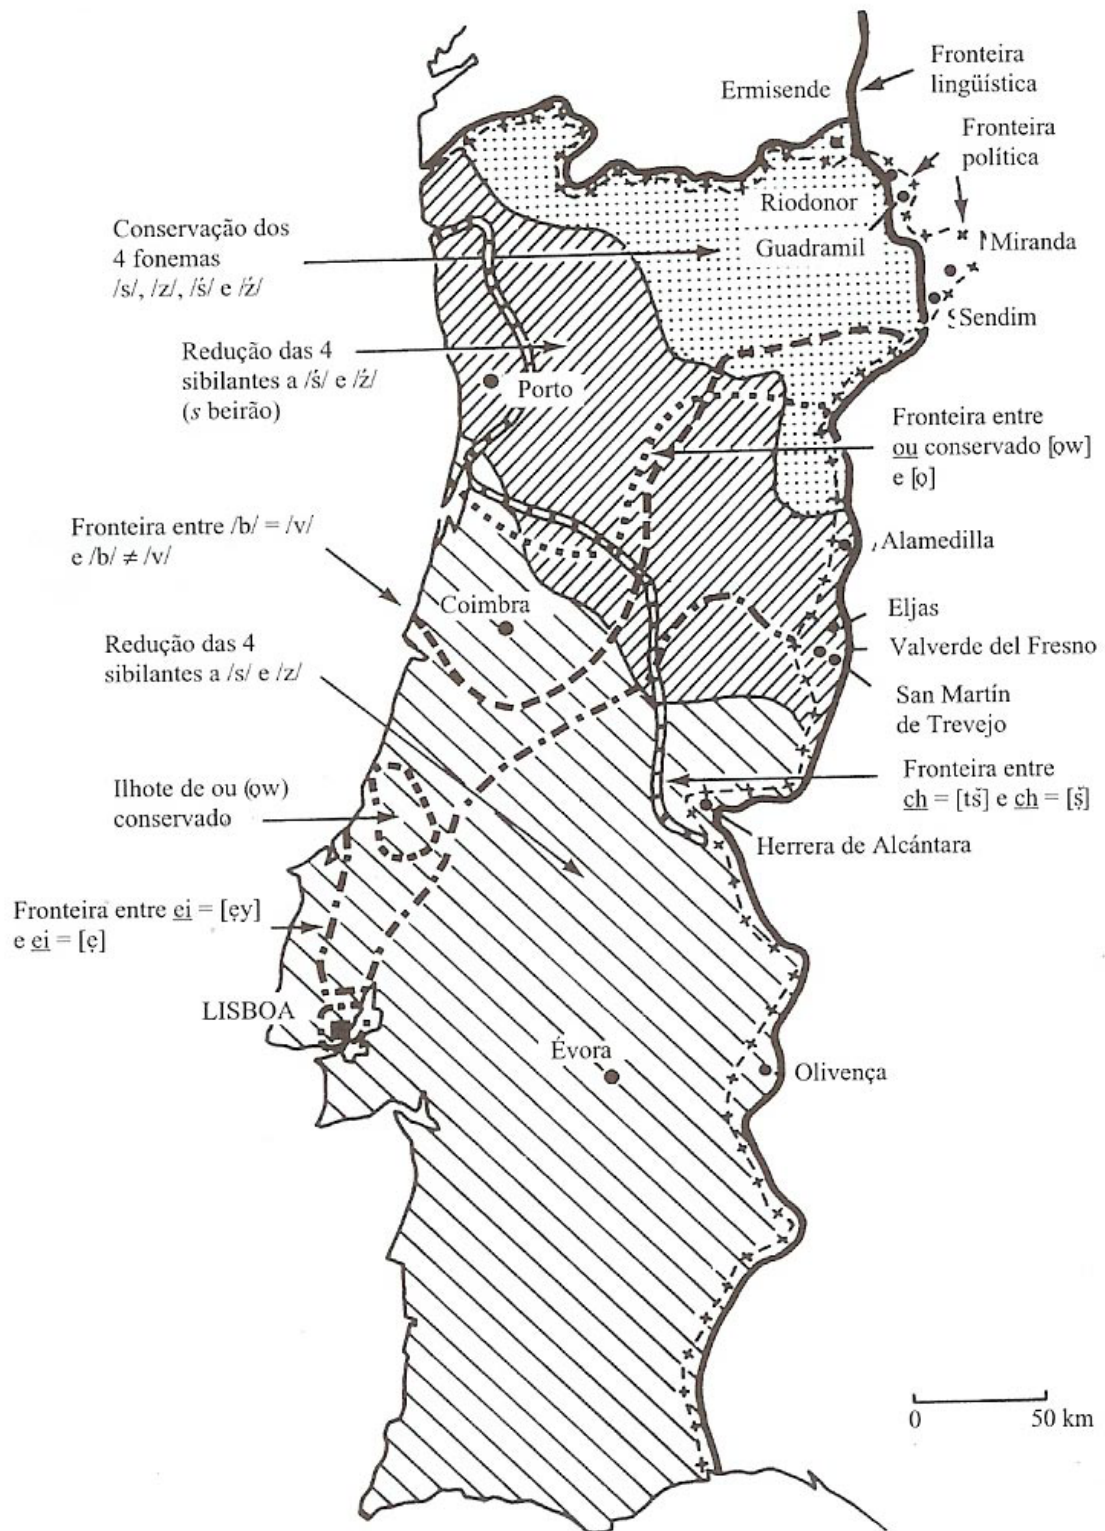 Fronteira
lingüística
Ermisende
Fronteira
política
Riodonor
Guadramil
Miranda
Sendim
Conservação dos
4 fonemas
/s/, /z/, /ś/ e /ź/
Redução das 4
sibilantes a /ś/ e /ź/
(s beirão)
Porto
Fronteira entre
ou conservado [ọw]
e [ọ]
Fronteira entre /b/ = /v/
e /b/ ≠ /v/
Alamedilla
Coimbra
Eljas
Valverde del Fresno
Redução das 4
sibilantes a /s/ e /z/
San Martín
de Trevejo
Fronteira entre
ch = [tš] e ch = [š]
Ilhote de ou (ọw)
conservado
Herrera de Alcántara
Fronteira entre ei = [ẹy]
e ei = [ẹ]
LISBOA
Évora
Olivença
0 50 km